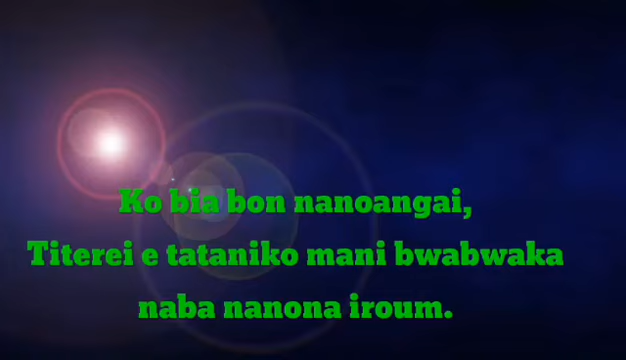 Ko bia bon nanoangai,
Titerei e tataniko mani bwabwaka
naba nanona iroum.